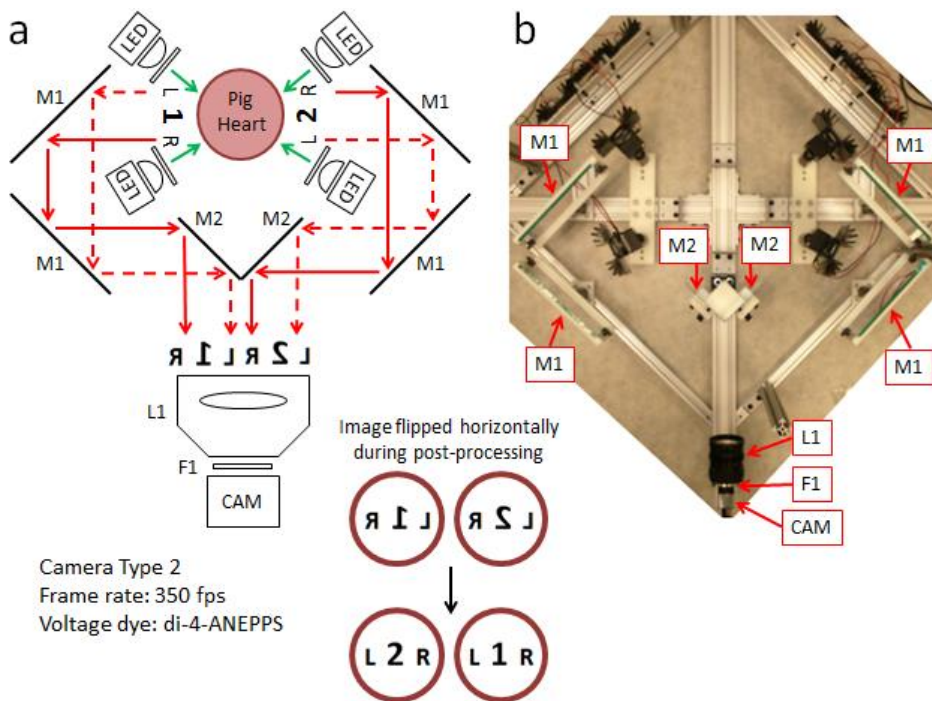 a
LED
LED
M1
L
1
R
Pig
Heart
R
2
L
M1
LED
LED
M1
M2
M2
M1
R 1 L R 2 L
L1
F1
CAM
Image flipped horizontally
during post-processing
R 1 L
R 2 L
L 2 R
L 1 R
Camera Type 2
Frame rate: 350 fps
Voltage dye: di-4-ANEPPS
b
M1
M1
M2
M2
M1
M1
L1
F1
CAM